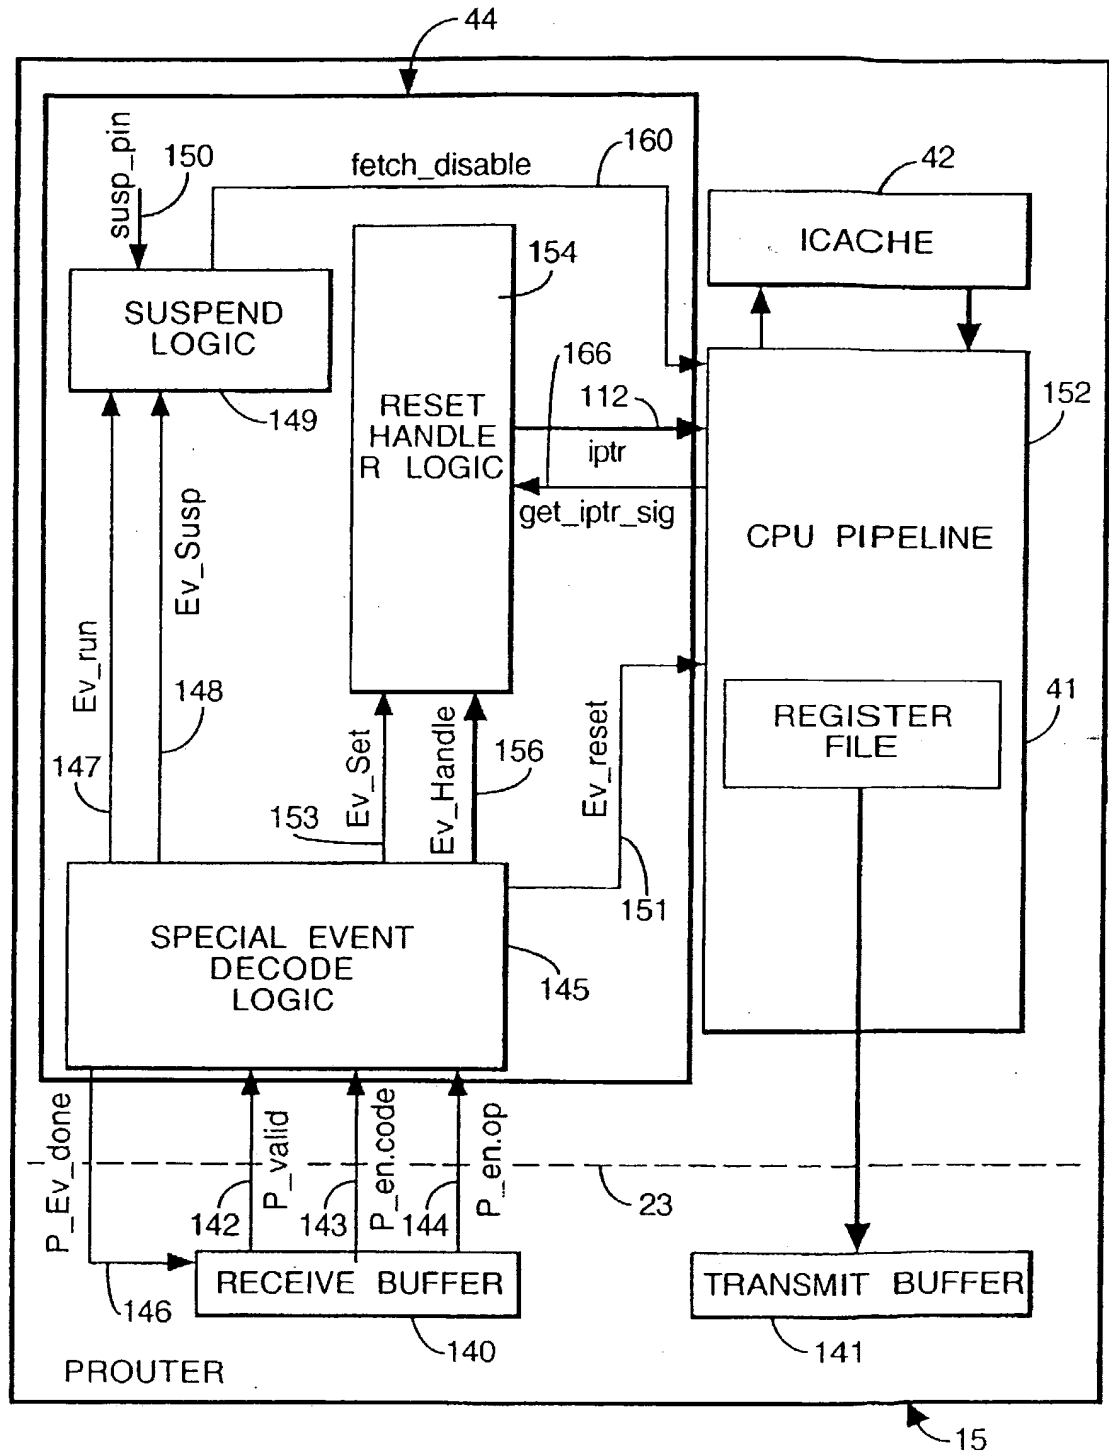 44
susp_pin
150
fetch_disable
160
42
ICACHE
154
SUSPEND
LOGIC
149
166
112
iptr
get_iptr_sig
RESET
HANDLE
R LOGIC
152
CPU PIPELINE
Ev_run
Ev_Susp
148
147
Ev_Set
Ev_Handle
156
153
Ev_reset
151
REGISTER
FILE
41
SPECIAL EVENT
DECODE
LOGIC
145
P_Ev_done
P_valid
P_en.code
P_en.op
142
143
144
23
146
RECEIVE BUFFER
140
TRANSMIT BUFFER
141
PROUTER
15